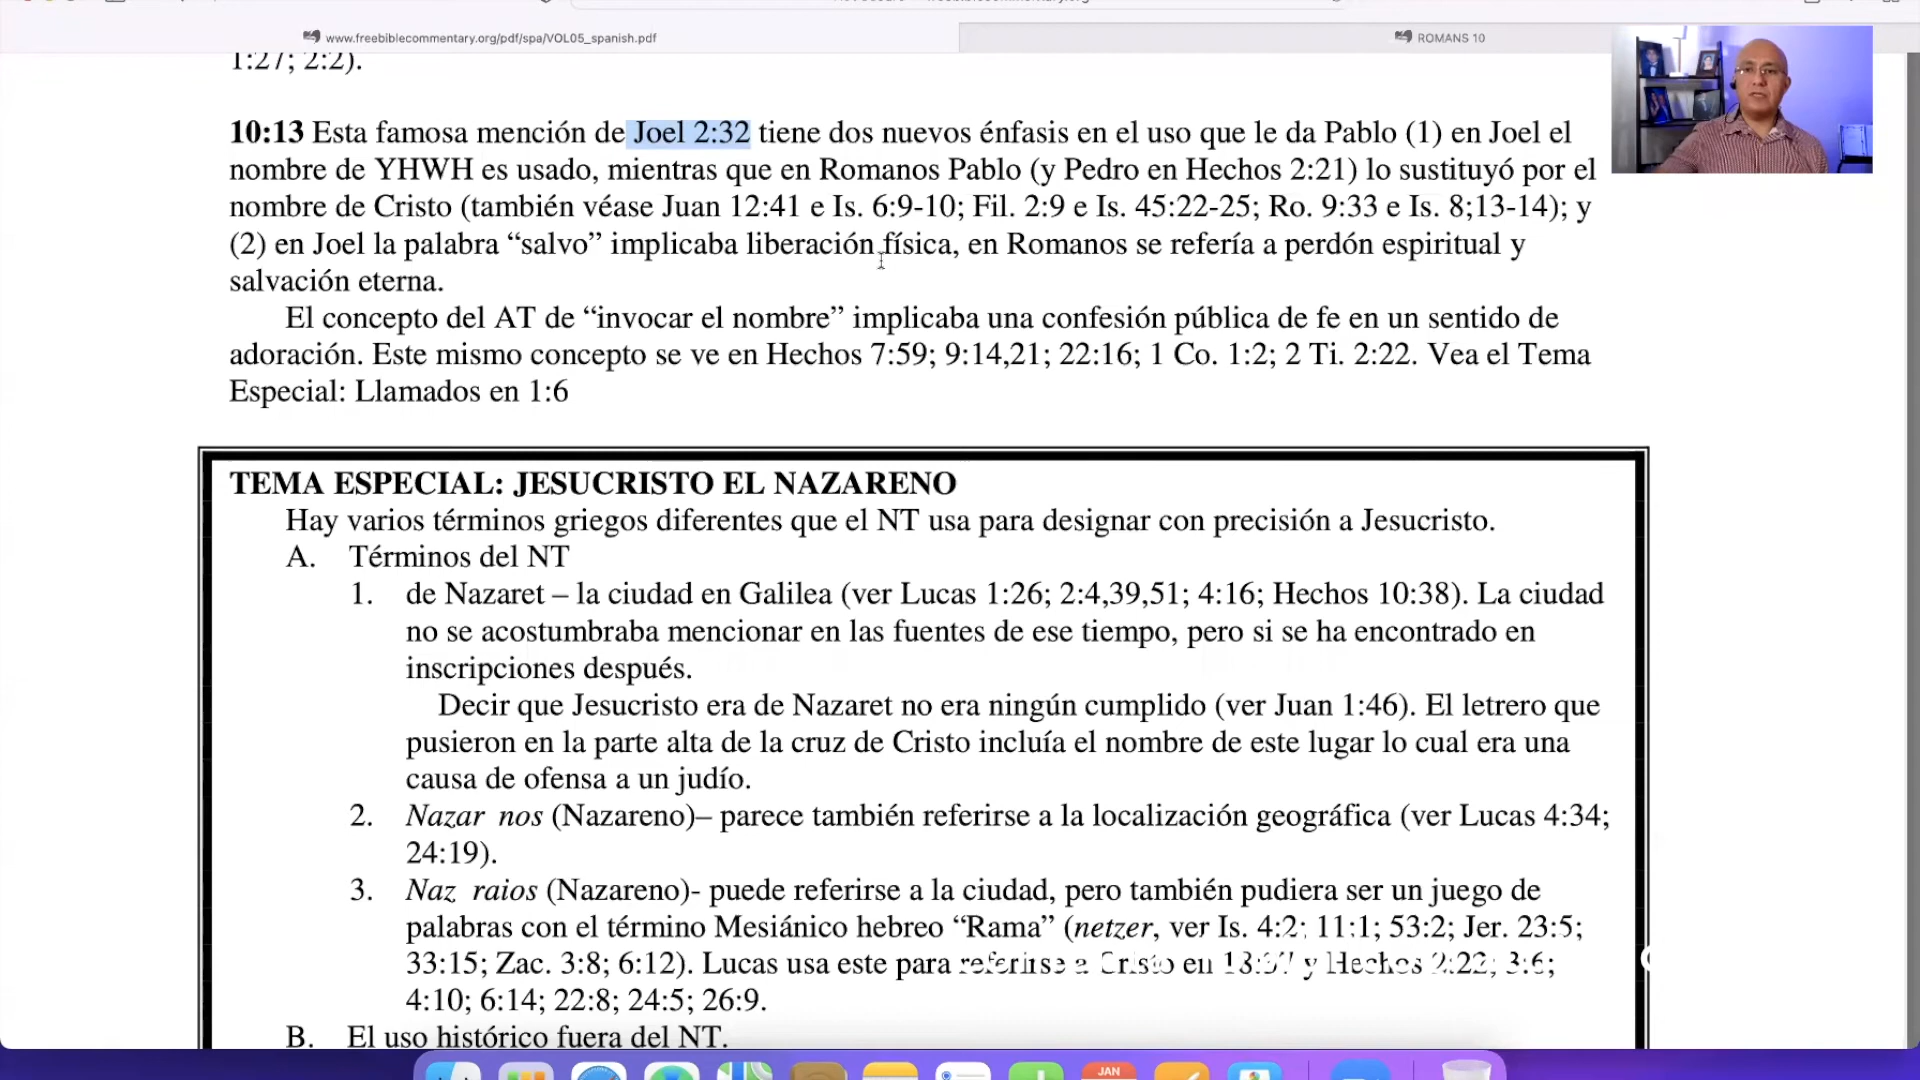 www.freebiblecommentary.org/pdf/spa/VOL05_spanish.pdf
ROMANS 10
1:27; 2:2).
10:13 Esta famosa mención de Joel 2:32 tiene dos nuevos énfasis en el uso que le da Pablo (1) en Joel el
nombre de YHWH es usado, mientras que en Romanos Pablo (y Pedro en Hechos 2:21) lo sustituyó por el
nombre de Cristo (también véase Juan 12:41 e Is. 6:9-10; Fil. 2:9 e Is. 45:22-25; Ro. 9:33 e Is. 8;13-14); y
(2) en Joel la palabra “salvo” implicaba liberación física, en Romanos se refería a perdón espiritual y
salvación eterna.
El concepto del AT de “invocar el nombre” implicaba una confesión pública de fe en un sentido de
adoración. Este mismo concepto se ve en Hechos 7:59; 9:14,21; 22:16; 1 Co. 1:2; 2 Ti. 2:22. Vea el Tema
Especial: Llamados en 1:6
TEMA ESPECIAL: JESUCRISTO EL NAZARENO
Hay varios términos griegos diferentes que el NT usa para designar con precisión a Jesucristo.
A. Términos del NT
1. de Nazaret – la ciudad en Galilea (ver Lucas 1:26; 2:4,39,51; 4:16; Hechos 10:38). La ciudad
no se acostumbraba mencionar en las fuentes de ese tiempo, pero si se ha encontrado en
inscripciones después.
Decir que Jesucristo era de Nazaret no era ningún cumplido (ver Juan 1:46). El letrero que
pusieron en la parte alta de la cruz de Cristo incluía el nombre de este lugar lo cual era una
causa de ofensa a un judío.
2. Nazar nos (Nazareno)– parece también referirse a la localización geográfica (ver Lucas 4:34;
24:19).
3. Naz raios (Nazareno)- puede referirse a la ciudad, pero también pudiera ser un juego de
palabras con el término Mesiánico hebreo “Rama” (netzer, ver Is. 4:2; 11:1; 53:2; Jer. 23:5;
33:15; Zac. 3:8; 6:12). Lucas usa este para referirse a Cristo en 18:37 y Hechos 2:22; 3:6;
4:10; 6:14; 22:8; 24:5; 26:9.
B. El uso histórico fuera del NT.
JAN